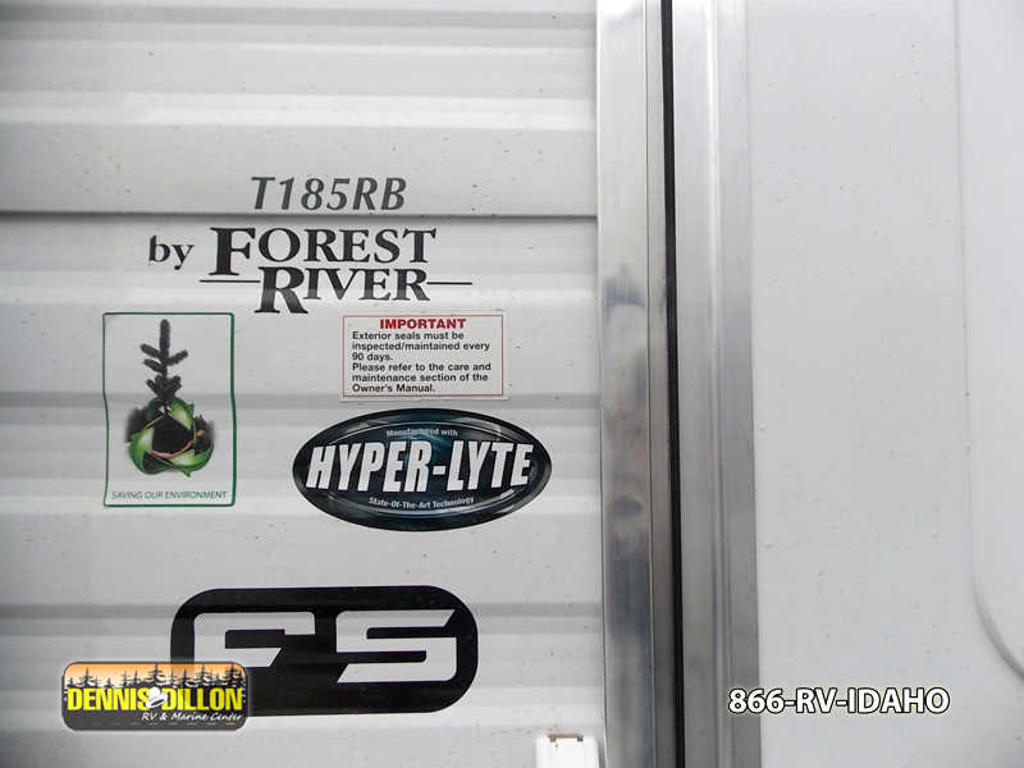 T185RB
by FOREST
RIVER
IMPORTANT
Exterior seals must be
inspected/maintained every
90 days.
Please refer to the care and
maintenance section of the
Owner's Manual.
SAVING OUR ENVIRONMENT
Manufactured with
HYPER-LYTE
State-Of-The-Art Technology
FS
DENNIS DILLON
RV & Marine Center
866-RV-IDAHO